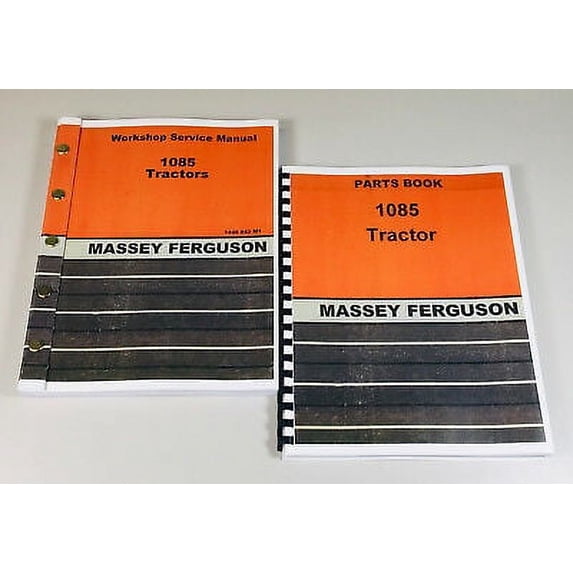 Workshop Service Manual
1085
Tractors
MASSEY FERGUSON
PARTS BOOK
1085
Tractor
MASSEY FERGUSON